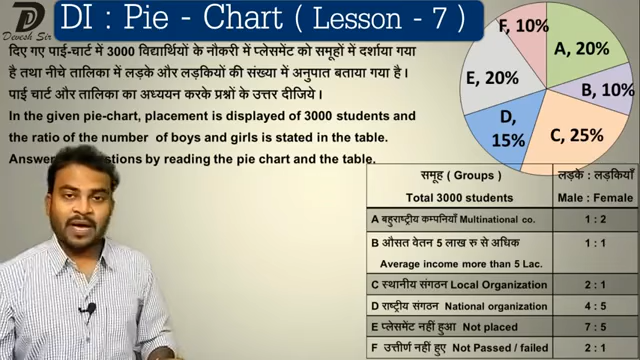 D
Devesh Sir
DI : Pie - Chart ( Lesson - 7 )
दिए गए पाई-चार्ट में 3000 विद्यार्थियों के नौकरी में प्लेसमेंट को समूहों में दर्शाया गया
है तथा नीचे तालिका में लड़के और लड़कियों की संख्या में अनुपात बताया गया है ।
पाई चार्ट और तालिका का अध्ययन करके प्रश्नों के उत्तर दीजिये ।
In the given pie-chart, placement is displayed of 3000 students and
the ratio of the number of boys and girls is stated in the table.
Answer stions by reading the pie chart and the table.
F, 10%
A, 20%
B, 10%
E, 20%
D,
15%
C, 25%
समूह ( Groups ) लड़के : लड़कियाँ
Total 3000 students Male : Female
A बहुराष्ट्रीय कम्पनियाँ Multinational co. 1 : 2
B औसत वेतन 5 लाख रु से अधिक 1 : 1
Average income more than 5 Lac.
C स्थानीय संगठन Local Organization 2 : 1
D राष्ट्रीय संगठन National organization 4 : 5
E प्लेसमेंट नहीं हुआ Not placed 7 : 5
F उत्तीर्ण नहीं हुए Not Passed / failed 2 : 1